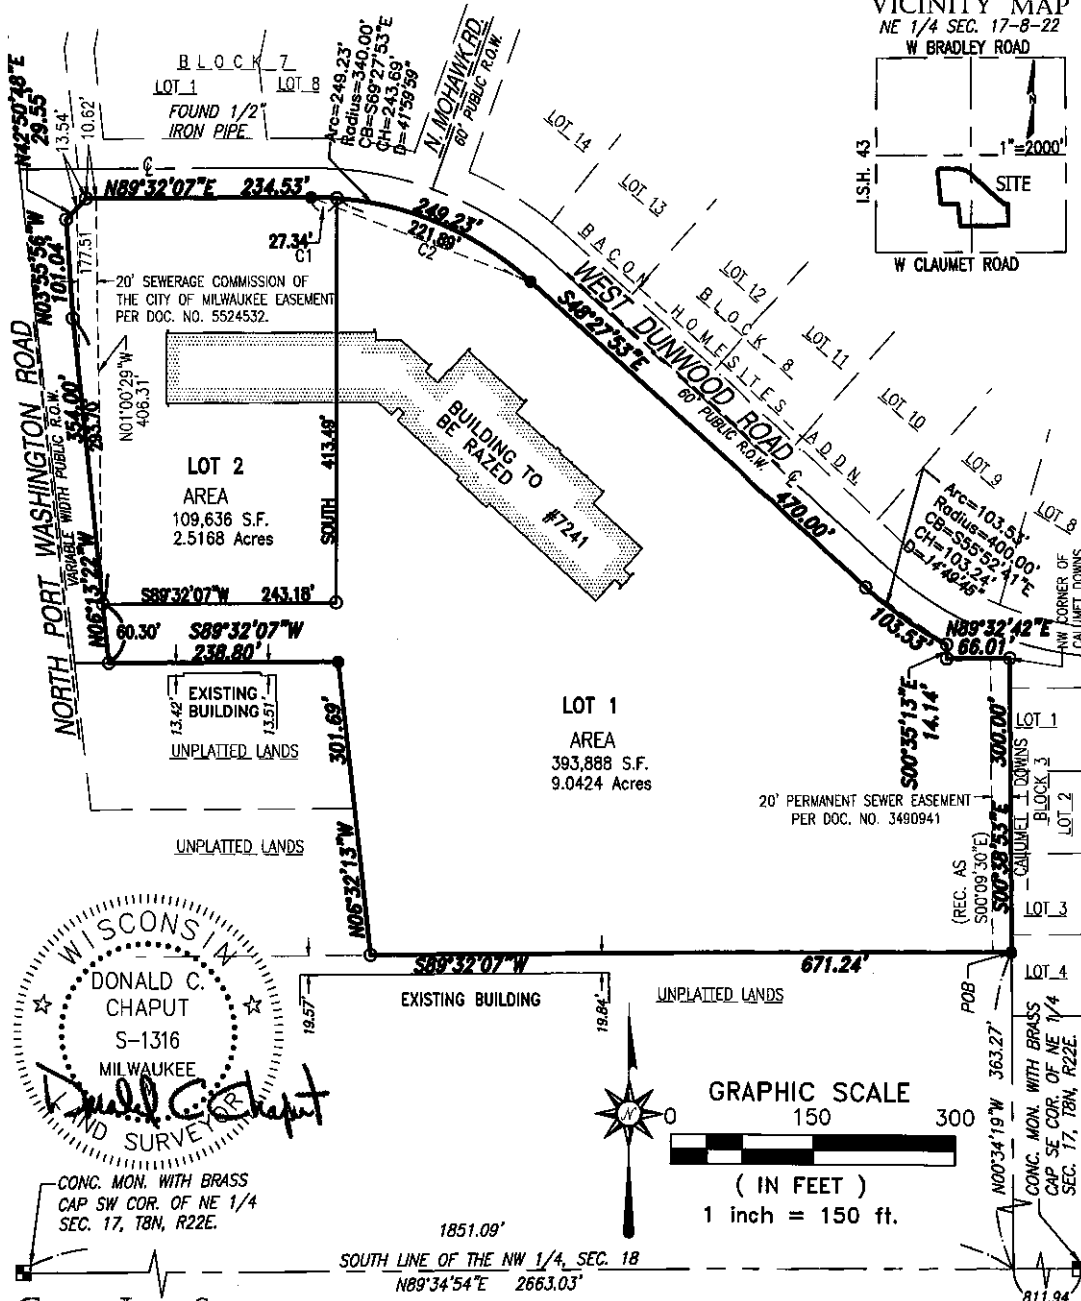 VICINITY MAP
NE 1/4 SEC. 17-8-22
W BRADLEY ROAD
I.S.H. 43
1"=2000'
SITE
W CLAUMET ROAD
BLOCK 7
LOT 1
LOT 8
FOUND 1/2"
IRON PIPE
N42°50'48"E
29.55'
13.54'
10.62'
Arc=249.23'
Radius=340.00'
CB=S69°27'53"E
CH=243.69'
D=41°59'59"
N. MOHAWK RD.
60' PUBLIC R.O.W.
LOT 14
LOT 13
LOT 12
LOT 11
LOT 10
LOT 9
LOT 8
BACON HOMESITES ADDN.
BLOCK 8
N89°32'07"E 234.53'
27.34'
C1
249.23'
221.89'
C2
N03°55'56"W
101.04'
177.51
20' SEWERAGE COMMISSION OF
THE CITY OF MILWAUKEE EASEMENT
PER DOC. NO. 5524532.
N01°00'29"W
406.31
NORTH PORT WASHINGTON ROAD
VARIABLE WIDTH PUBLIC R.O.W.
N06°13'22"W
354.00'
293.70
S48°27'53"E
WEST DUNWOOD ROAD
60' PUBLIC R.O.W.
470.00'
BUILDING TO
BE RAZED
#7241
LOT 2
AREA
109,636 S.F.
2.5168 Acres
SOUTH 413.49'
S89°32'07"W 243.18'
60.30'
S89°32'07"W
238.80'
EXISTING
BUILDING
13.42'
13.51'
UNPLATTED LANDS
301.69'
N06°32'13"W
UNPLATTED LANDS
Arc=103.53'
Radius=400.00'
CB=S55°52'41"E
CH=103.24'
D=14°49'45"
103.53'
N89°32'42"E
66.01'
NW CORNER OF
CALUMET DOWNS
S00°35'13"E
14.14'
LOT 1
AREA
393,888 S.F.
9.0424 Acres
20' PERMANENT SEWER EASEMENT
PER DOC. NO. 3490941
(REC. AS
S00°09'30"E)
S00°38'53"E 300.00'
CALUMET DOWNS
BLOCK 3
LOT 1
LOT 2
LOT 3
LOT 4
S89°32'07"W 671.24'
EXISTING BUILDING
19.57'
19.84'
UNPLATTED LANDS
POB
N00°34'19"W 363.27'
CONC. MON. WITH BRASS
CAP SE COR. OF NE 1/4
SEC. 17, T8N, R22E.
WISCONSIN
DONALD C.
CHAPUT
S-1316
MILWAUKEE
LAND SURVEYOR
Donald C Chaput
N
GRAPHIC SCALE
0 150 300
( IN FEET )
1 inch = 150 ft.
CONC. MON. WITH BRASS
CAP SW COR. OF NE 1/4
SEC. 17, T8N, R22E.
1851.09'
SOUTH LINE OF THE NW 1/4, SEC. 18
N89°34'54"E 2663.03'
811.94'